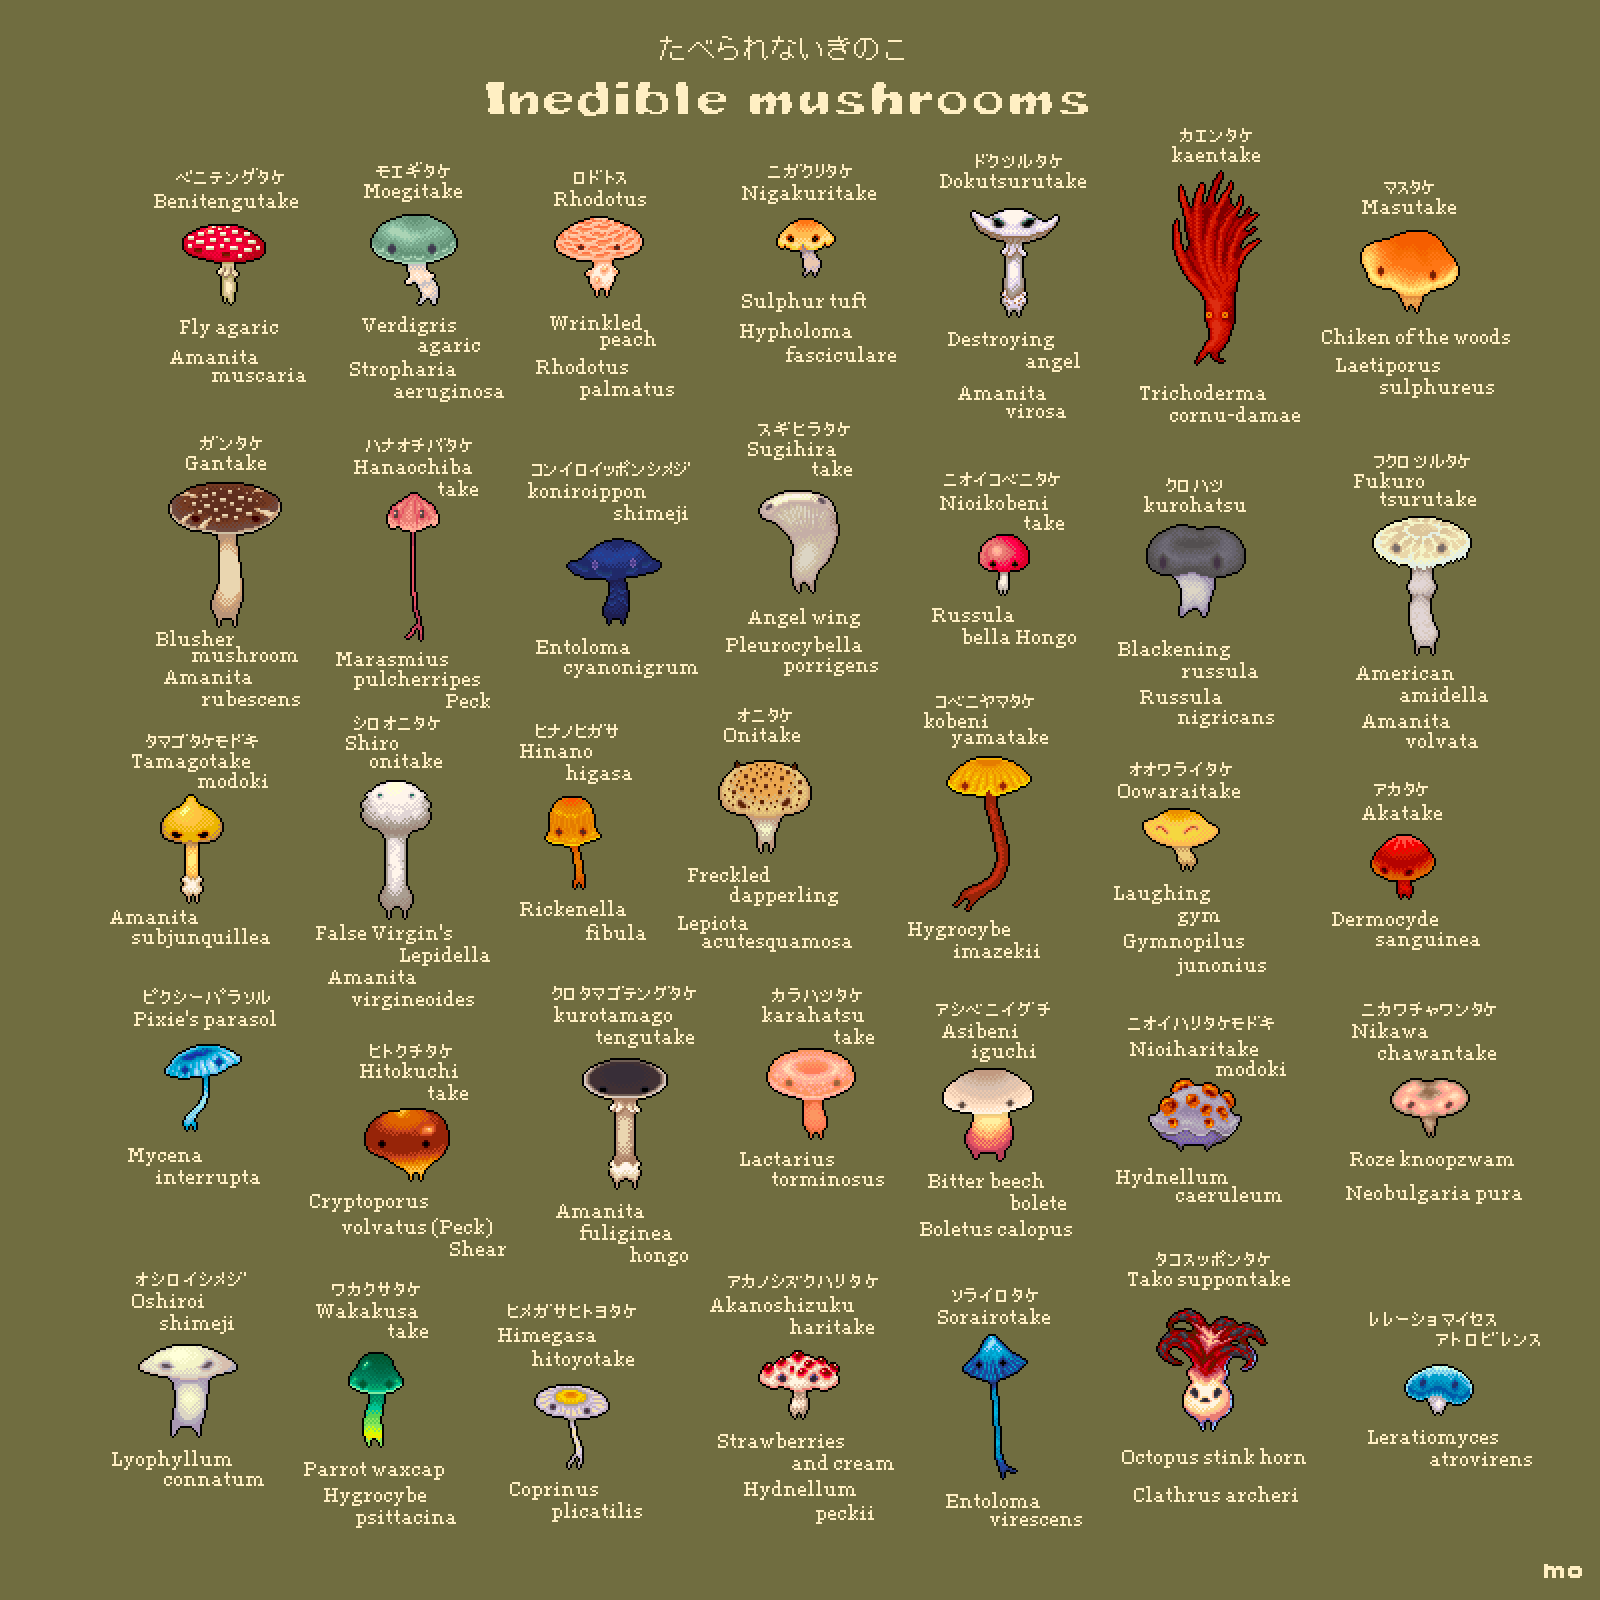 たべられないきのこ
Inedible mushrooms
ベニテングタケ
Benitengutake
Fly agaric
Amanita
muscaria
モエギタケ
Moegitake
Verdigris
agaric
Stropharia
aeruginosa
ロドトス
Rhodotus
Wrinkled
peach
Rhodotus
palmatus
ニガクリタケ
Nigakuritake
Sulphur tuft
Hypholoma
fasciculare
ドクツルタケ
Dokutsurutake
Destroying
angel
Amanita
virosa
カエンタケ
kaentake
Trichoderma
cornu-damae
マスタケ
Masutake
Chiken of the woods
Laetiporus
sulphureus
ガンタケ
Gantake
Blusher
mushroom
Amanita
rubescens
ハナオチバタケ
Hanaochiba
take
Marasmius
pulcherripes
Peck
コンイロイッポンシメジ
koniroippon
shimeji
Entoloma
cyanonigrum
スギヒラタケ
Sugihira
take
Angel wing
Pleurocybella
porrigens
ニオイコベニタケ
Nioikobeni
take
Russula
bella Hongo
クロハツ
kurohatsu
Blackening
russula
Russula
nigricans
フクロツルタケ
Fukuro
tsurutake
American
amidella
Amanita
volvata
タマゴタケモドキ
Tamagotake
modoki
Amanita
subjunquillea
シロオニタケ
Shiro
onitake
False Virgin's
Lepidella
Amanita
virgineoides
ヒナノヒガサ
Hinano
higasa
Rickenella
fibula
オニタケ
Onitake
Freckled
dapperling
Lepiota
acutesquamosa
コベニヤマタケ
kobeni
yamatake
Hygrocybe
imazekii
オオワライタケ
Oowaraitake
Laughing
gym
Gymnopilus
junonius
アカタケ
Akatake
Dermocyde
sanguinea
ピクシーパラソル
Pixie's parasol
Mycena
interrupta
ヒトクチタケ
Hitokuchi
take
Cryptoporus
volvatus (Peck)
Shear
クロタマゴテングタケ
kurotamago
tengutake
Amanita
fuliginea
hongo
カラハツタケ
karahatsu
take
Lactarius
torminosus
アシベニイグチ
Asibeni
iguchi
Bitter beech
bolete
Boletus calopus
ニオイハリタケモドキ
Nioiharitake
modoki
Hydnellum
caeruleum
ニカワチャワンタケ
Nikawa
chawantake
Roze knoopzwam
Neobulgaria pura
オシロイシメジ
Oshiroi
shimeji
Lyophyllum
connatum
ワカクサタケ
Wakakusa
take
Parrot waxcap
Hygrocybe
psittacina
ヒメガサヒトヨタケ
Himegasa
hitoyotake
Coprinus
plicatilis
アカノシズクハリタケ
Akanoshizuku
haritake
Strawberries
and cream
Hydnellum
peckii
ソライロタケ
Sorairotake
Entoloma
virescens
タコスッポンタケ
Tako suppontake
Octopus stink horn
Clathrus archeri
レレーショマイセス
アトロビレンス
Leratiomyces
atrovirens
mo